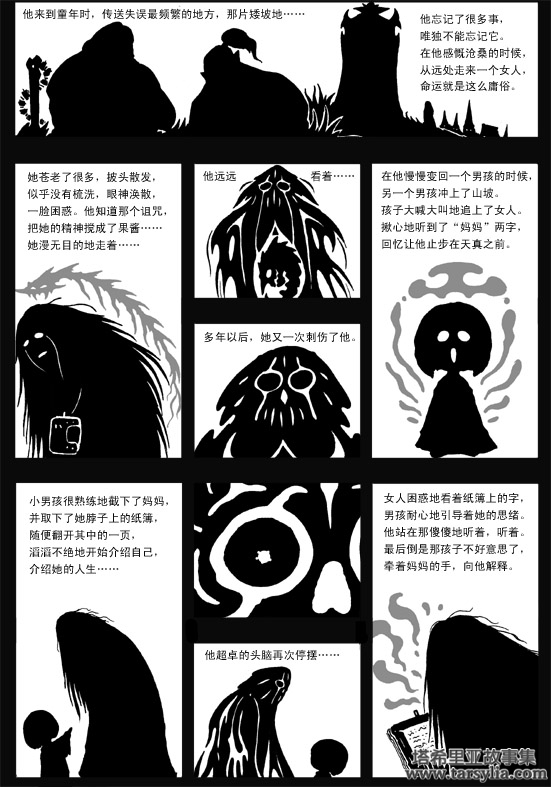 他来到童年时，传送失误最频繁的地方，那片矮坡地……
他忘记了很多事，
唯独不能忘记它。
在他感慨沧桑的时候，
从远处走来一个女人，
命运就是这么庸俗。
她苍老了很多，披头散发，
似乎没有梳洗，眼神涣散，
一脸困惑。他知道那个诅咒，
把她的精神搅成了果酱……
她漫无目的地走着……
他远远 看着……
多年以后，她又一次刺伤了他。
在他慢慢变回一个男孩的时候，
另一个男孩冲上了山坡。
孩子大喊大叫地追上了女人。
揪心地听到了“妈妈”两字，
回忆让他止步在天真之前。
小男孩很熟练地截下了妈妈，
并取下了她脖子上的纸簿，
随便翻开其中的一页，
滔滔不绝地开始介绍自己，
介绍她的人生……
他超卓的头脑再次停摆……
女人困惑地看着纸簿上的字，
男孩耐心地引导着她的思绪。
他站在那傻傻地听着，听着。
最后倒是那孩子不好意思了，
牵着妈妈的手，向他解释。
塔希里亚故事集
www.tarsylia.com